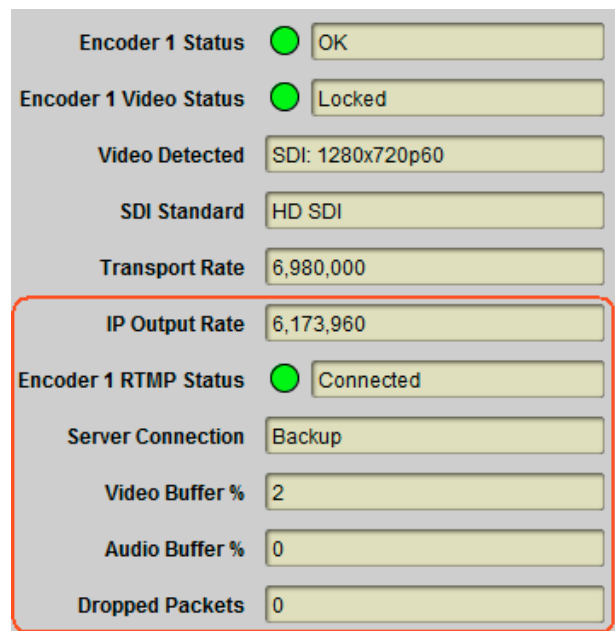 Encoder 1 Status OK
Encoder 1 Video Status Locked
Video Detected SDI: 1280x720p60
SDI Standard HD SDI
Transport Rate 6,980,000
IP Output Rate 6,173,960
Encoder 1 RTMP Status Connected
Server Connection Backup
Video Buffer % 2
Audio Buffer % 0
Dropped Packets 0